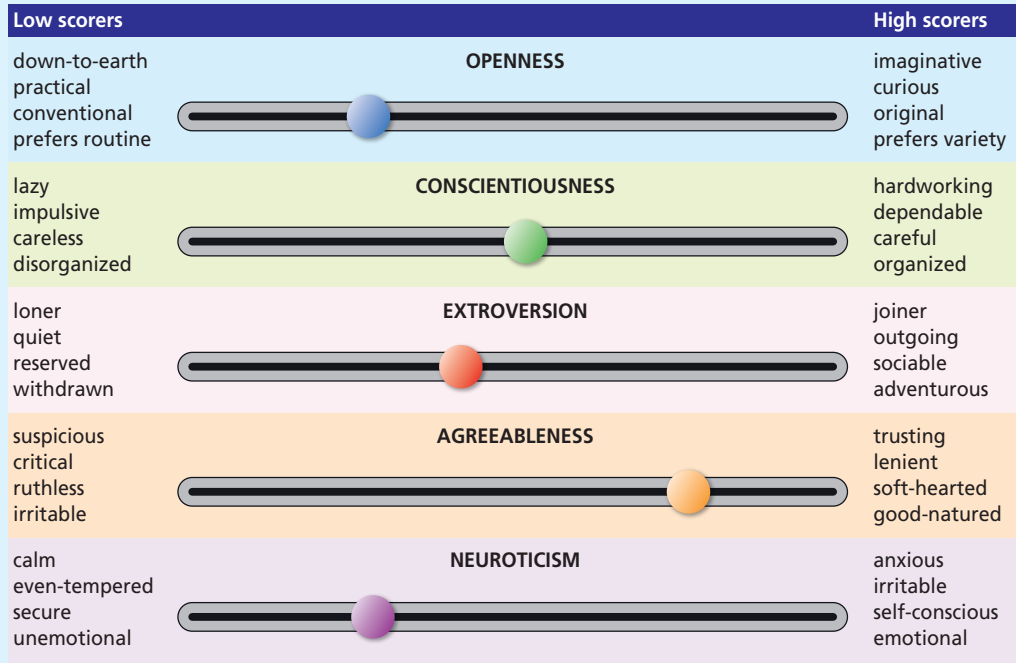 Low scorers
High scorers
OPENNESS
down-to-earth
practical
conventional
prefers routine
imaginative
curious
original
prefers variety
CONSCIENTIOUSNESS
lazy
impulsive
careless
disorganized
hardworking
dependable
careful
organized
EXTROVERSION
loner
quiet
reserved
withdrawn
joiner
outgoing
sociable
adventurous
AGREEABLENESS
suspicious
critical
ruthless
irritable
trusting
lenient
soft-hearted
good-natured
NEUROTICISM
calm
even-tempered
secure
unemotional
anxious
irritable
self-conscious
emotional